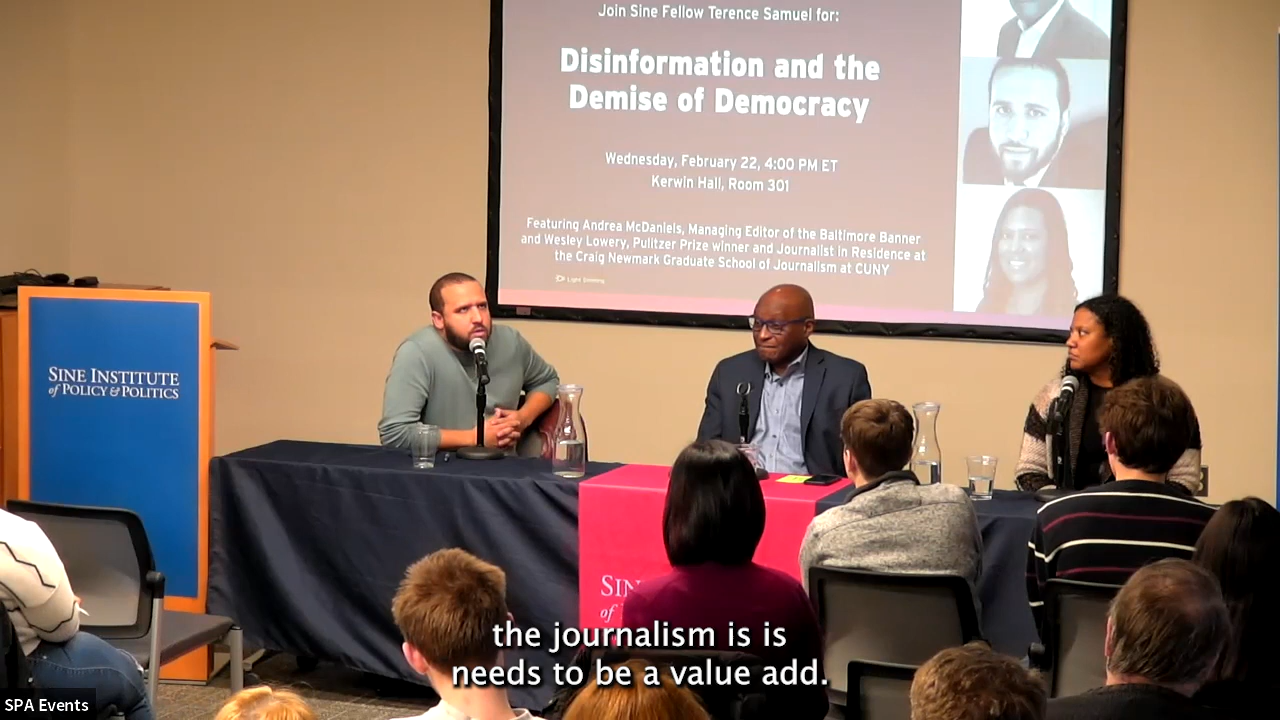 Join Sine Fellow Terence Samuel for:
Disinformation and the
Demise of Democracy
Wednesday, February 22, 4:00 PM ET
Kerwin Hall, Room 301
Featuring Andrea McDaniels, Managing Editor of the Baltimore Banner
and Wesley Lowery, Pulitzer Prize winner and Journalist in Residence at
the Craig Newmark Graduate School of Journalism at CUNY
Light
SINE INSTITUTE
of POLICY & POLITICS
SIN
of
the journalism is is
needs to be a value add.
SPA Events